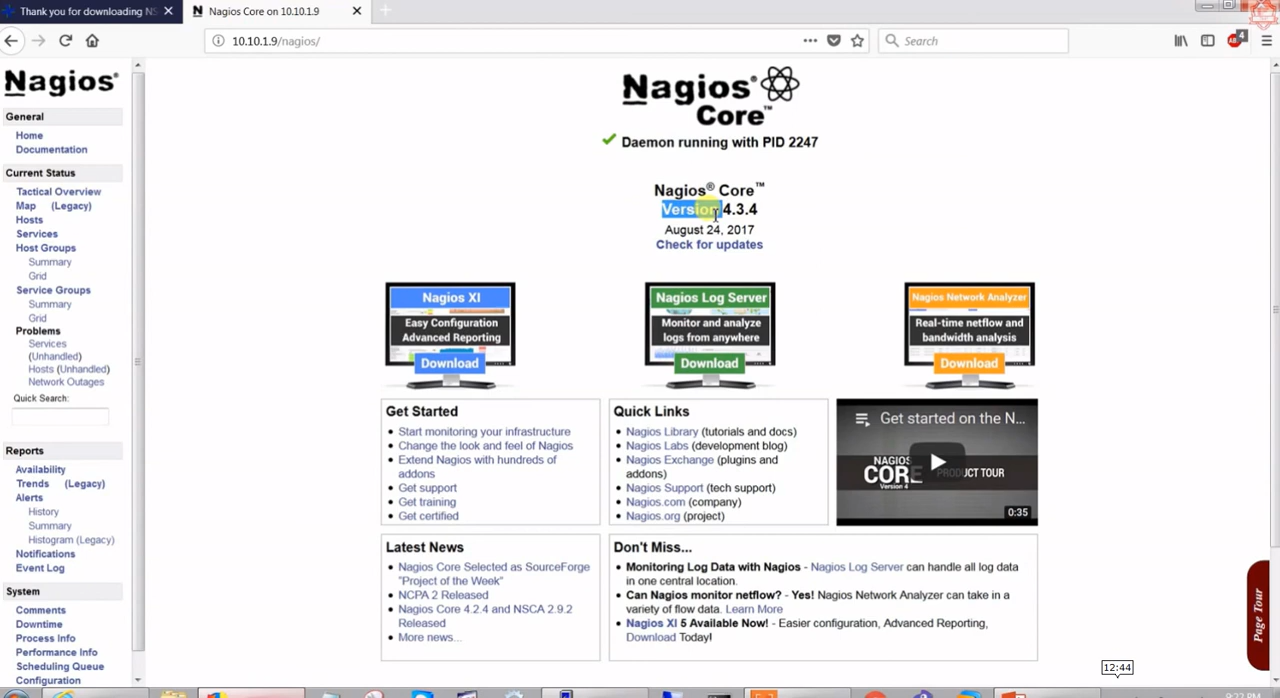 Thank you for downloading NS
Nagios Core on 10.10.1.9
10.10.1.9/nagios/
Search
4
Nagios®
General
Home
Documentation
Current Status
Tactical Overview
Map (Legacy)
Hosts
Services
Host Groups
Summary
Grid
Service Groups
Summary
Grid
Problems
Services
(Unhandled)
Hosts (Unhandled)
Network Outages
Quick Search:
Reports
Availability
Trends (Legacy)
Alerts
History
Summary
Histogram (Legacy)
Notifications
Event Log
System
Comments
Downtime
Process Info
Performance Info
Scheduling Queue
Configuration
Nagios®
Core™
Daemon running with PID 2247
Nagios® Core™
Version 4.3.4
August 24, 2017
Check for updates
Nagios XI
Easy Configuration
Advanced Reporting
Download
Nagios Log Server
Monitor and analyze
logs from anywhere
Download
Nagios Network Analyzer
Real-time netflow and
bandwidth analysis
Download
Get Started
• Start monitoring your infrastructure
• Change the look and feel of Nagios
• Extend Nagios with hundreds of
addons
• Get support
• Get training
• Get certified
Quick Links
• Nagios Library (tutorials and docs)
• Nagios Labs (development blog)
• Nagios Exchange (plugins and
addons)
• Nagios Support (tech support)
• Nagios.com (company)
• Nagios.org (project)
Get started on the N...
NAGIOS
CORE PRODUCT TOUR
Version 4
0:35
Latest News
• Nagios Core Selected as SourceForge
"Project of the Week"
• NCPA 2 Released
• Nagios Core 4.2.4 and NSCA 2.9.2
Released
• More news...
Don't Miss...
• Monitoring Log Data with Nagios - Nagios Log Server can handle all log data
in one central location.
• Can Nagios monitor netflow? - Yes! Nagios Network Analyzer can take in a
variety of flow data. Learn More
• Nagios XI 5 Available Now! - Easier configuration, Advanced Reporting,
Download Today!
Page Tour
12:44